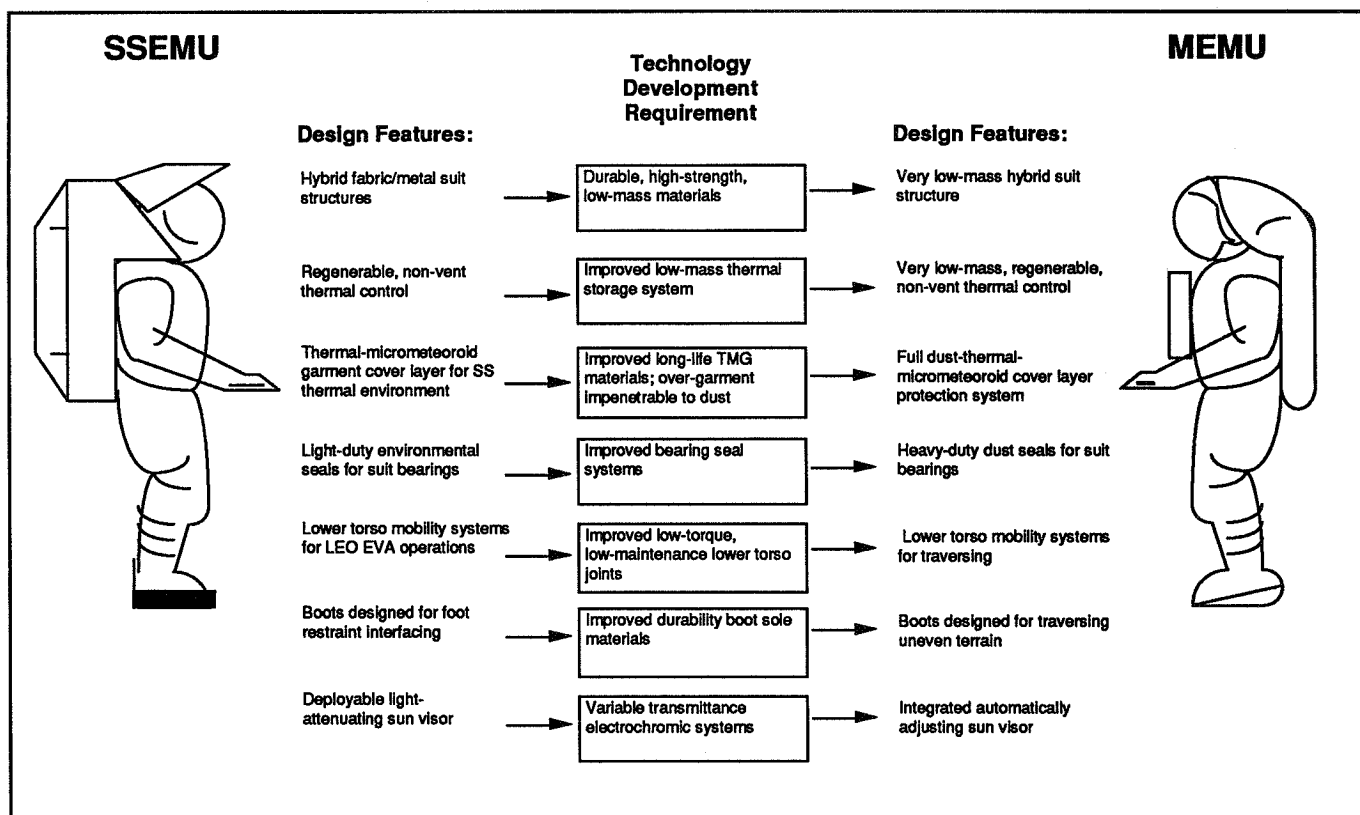 SSEMU
MEMU
Technology
Development
Requirement
Design Features:
Design Features:
Hybrid fabric/metal suit
structures
Durable, high-strength,
low-mass materials
Very low-mass hybrid suit
structure
Regenerable, non-vent
thermal control
Improved low-mass thermal
storage system
Very low-mass, regenerable,
non-vent thermal control
Thermal-micrometeoroid
garment cover layer for SS
thermal environment
Improved long-life TMG
materials; over-garment
impenetrable to dust
Full dust-thermal-
micrometeoroid cover layer
protection system
Light-duty environmental
seals for suit bearings
Improved bearing seal
systems
Heavy-duty dust seals for suit
bearings
Lower torso mobility systems
for LEO EVA operations
Improved low-torque,
low-maintenance lower torso
joints
Lower torso mobility systems
for traversing
Boots designed for foot
restraint interfacing
Improved durability boot sole
materials
Boots designed for traversing
uneven terrain
Deployable light-
attenuating sun visor
Variable transmittance
electrochromic systems
Integrated automatically
adjusting sun visor